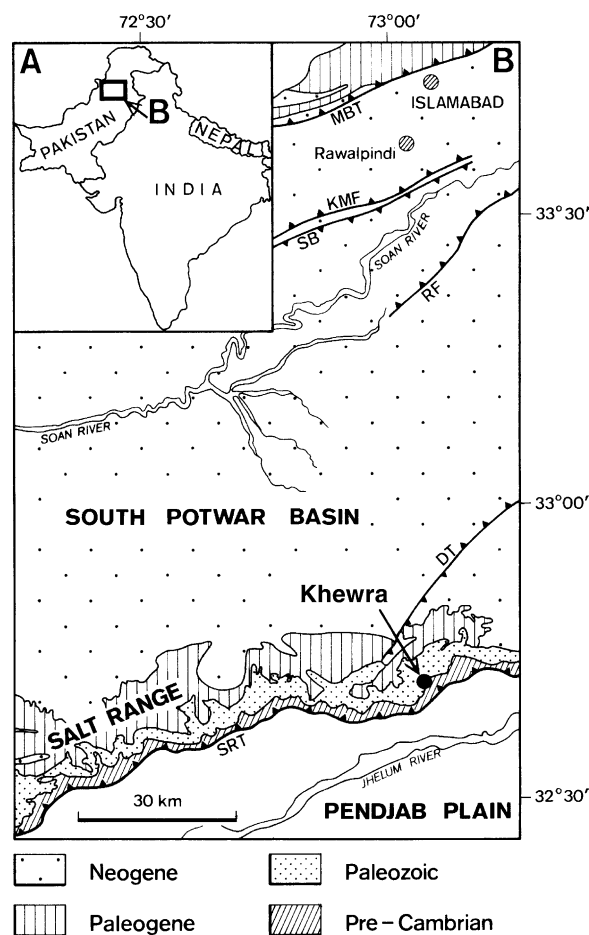 72°30' 73°00'
A
B
PAKISTAN
B
NEPAL
INDIA
MBT
ISLAMABAD
Rawalpindi
KMF
SB
SOAN RIVER
RF
33°30'
SOAN RIVER
SOUTH POTWAR BASIN
33°00'
DT
Khewra
SALT RANGE
SRT
JHELUM RIVER
30 km
PENDJAB PLAIN
32°30'
Neogene
Paleozoic
Paleogene
Pre-Cambrian